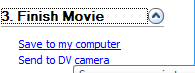 3. Finish Movie
Save to my computer
Send to DV camera